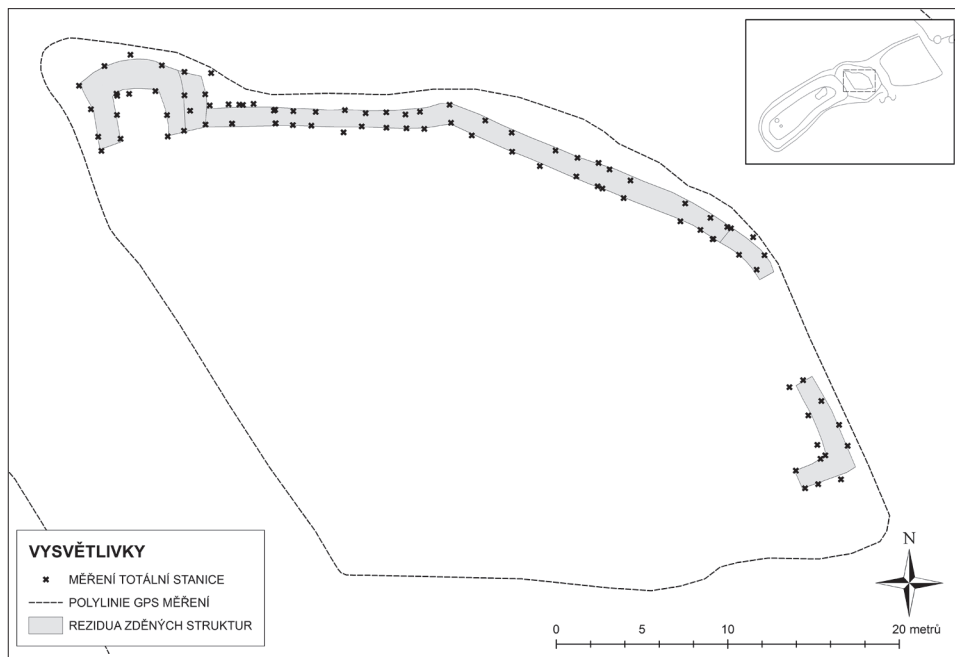 VYSVĚTLIVKY
MĚŘENÍ TOTÁLNÍ STANICE
POLYLINIE GPS MĚŘENÍ
REZIDUA ZDĚNÝCH STRUKTUR
N
0 5 10 20 metrů